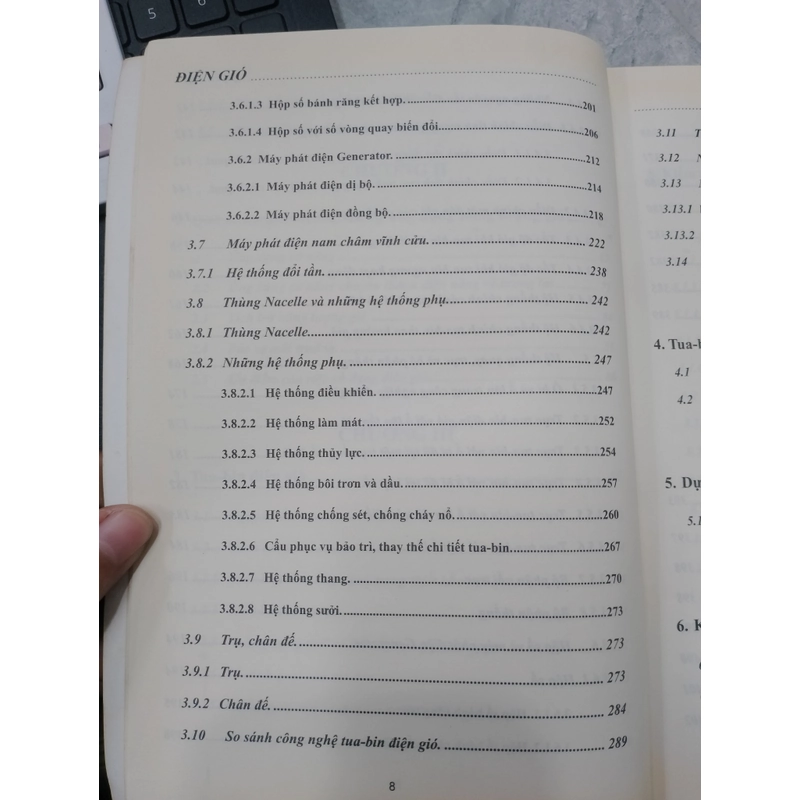 5
6
ĐIỆN GIÓ
3.6.1.3 Hộp số bánh răng kết hợp. 201
3.6.1.4 Hộp số với số vòng quay biến đổi. 206
3.6.2 Máy phát điện Generator. 212
3.6.2.1 Máy phát điện dị bộ. 214
3.6.2.2 Máy phát điện đồng bộ. 218
3.7 Máy phát điện nam châm vĩnh cửu. 222
3.7.1 Hệ thống đổi tần. 238
3.8 Thùng Nacelle và những hệ thống phụ. 242
3.8.1 Thùng Nacelle. 242
3.8.2 Những hệ thống phụ. 247
3.8.2.1 Hệ thống điều khiển. 247
3.8.2.2 Hệ thống làm mát. 252
3.8.2.3 Hệ thống thủy lực. 254
3.8.2.4 Hệ thống bôi trơn và dầu. 257
3.8.2.5 Hệ thống chống sét, chống cháy nổ. 260
3.8.2.6 Cẩu phục vụ bảo trì, thay thế chi tiết tua-bin. 267
3.8.2.7 Hệ thống thang. 270
3.8.2.8 Hệ thống sưởi. 273
3.9 Trụ, chân đế. 273
3.9.1 Trụ. 273
3.9.2 Chân đế. 284
3.10 So sánh công nghệ tua-bin điện gió. 289
8
3.11 T
3.12 N
3.13
3.13.1
3.13.2
3.14
4. Tua-b
4.1
4.2
5. Dự
5.1
6. K